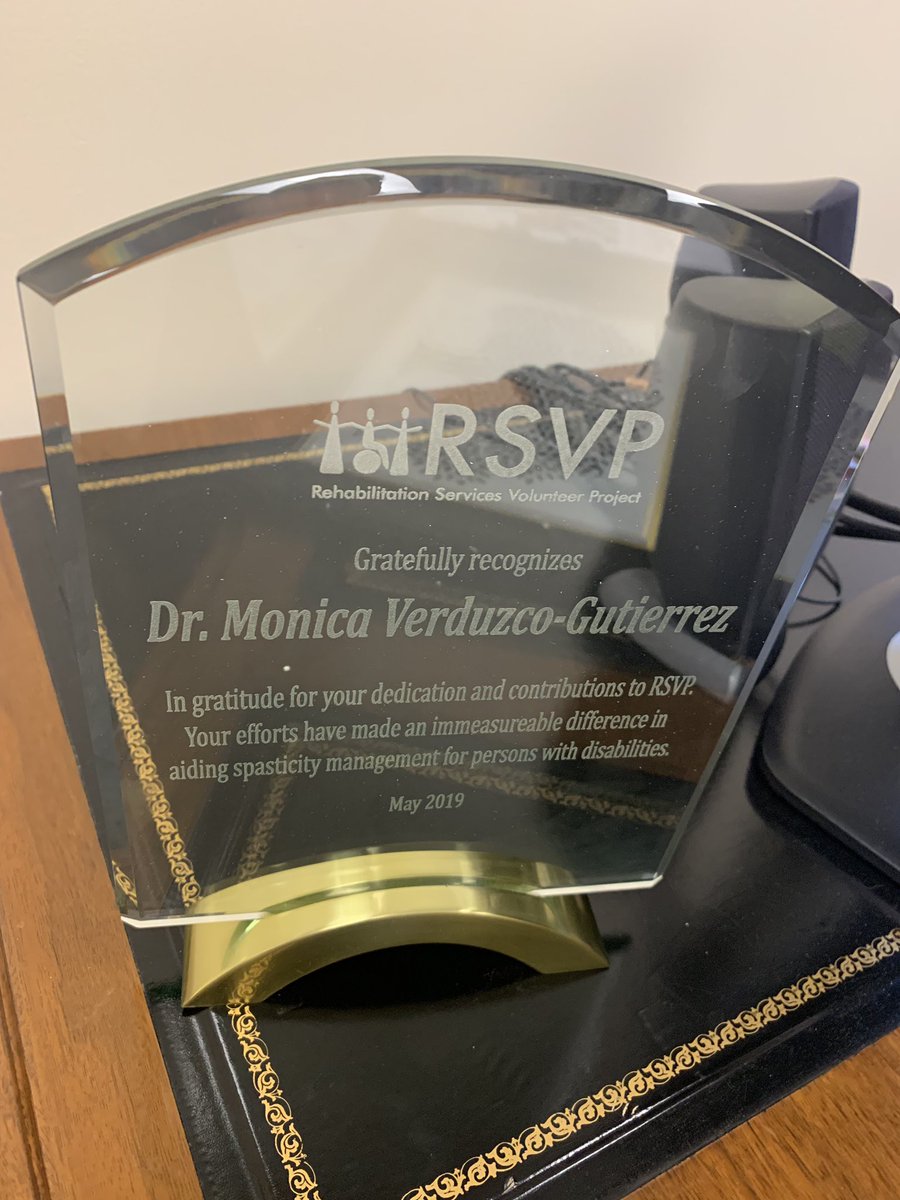 RSVP
Rehabilitation Services Volunteer Project
Gratefully recognizes
Dr. Monica Verduzco-Gutierrez
In gratitude for your dedication and contributions to RSVP.
Your efforts have made an immeasureable difference in
aiding spasticity management for persons with disabilities.
May 2019